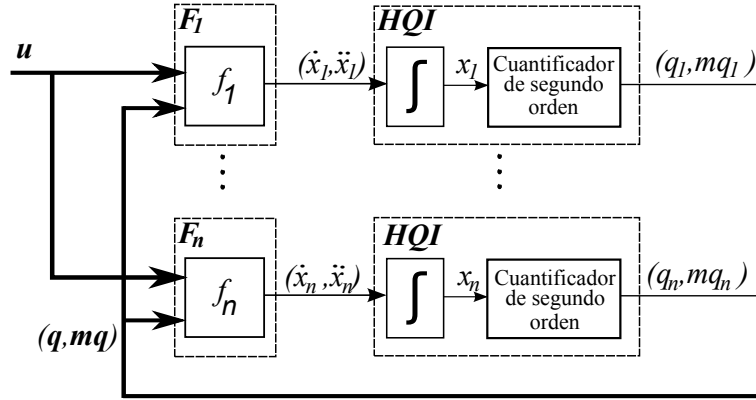 u
F1
f1
(ẋ1,ẍ1)
HQI
∫
x1
Cuantificador
de segundo
orden
(q1,mq1)
Fn
fn
(ẋn,ẍn)
HQI
∫
xn
Cuantificador
de segundo
orden
(qn,mqn)
(q,mq)